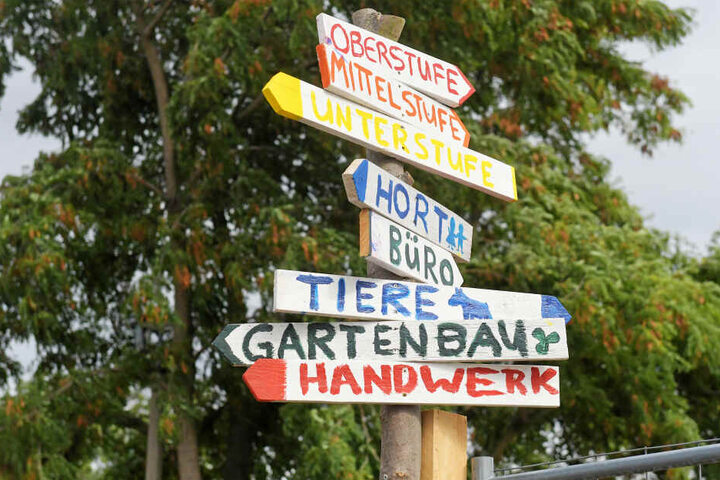 OBERSTUFE
MITTELSTUFE
UNTERSTUFE
HORT
BÜRO
TIERE
GARTENBAU
HANDWERK